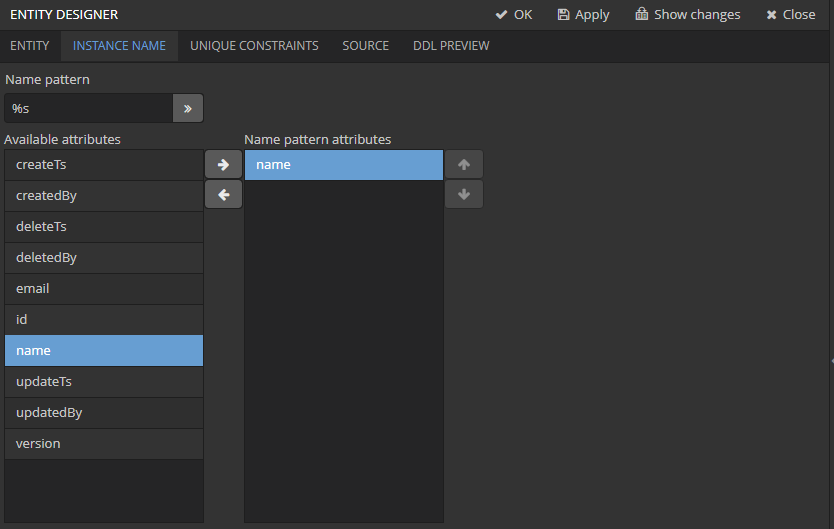 ENTITY DESIGNER OK Apply Show changes Close
ENTITY INSTANCE NAME UNIQUE CONSTRAINTS SOURCE DDL PREVIEW
Name pattern
%s
Available attributes Name pattern attributes
createTs name
createdBy
deleteTs
deletedBy
email
id
name
updateTs
updatedBy
version